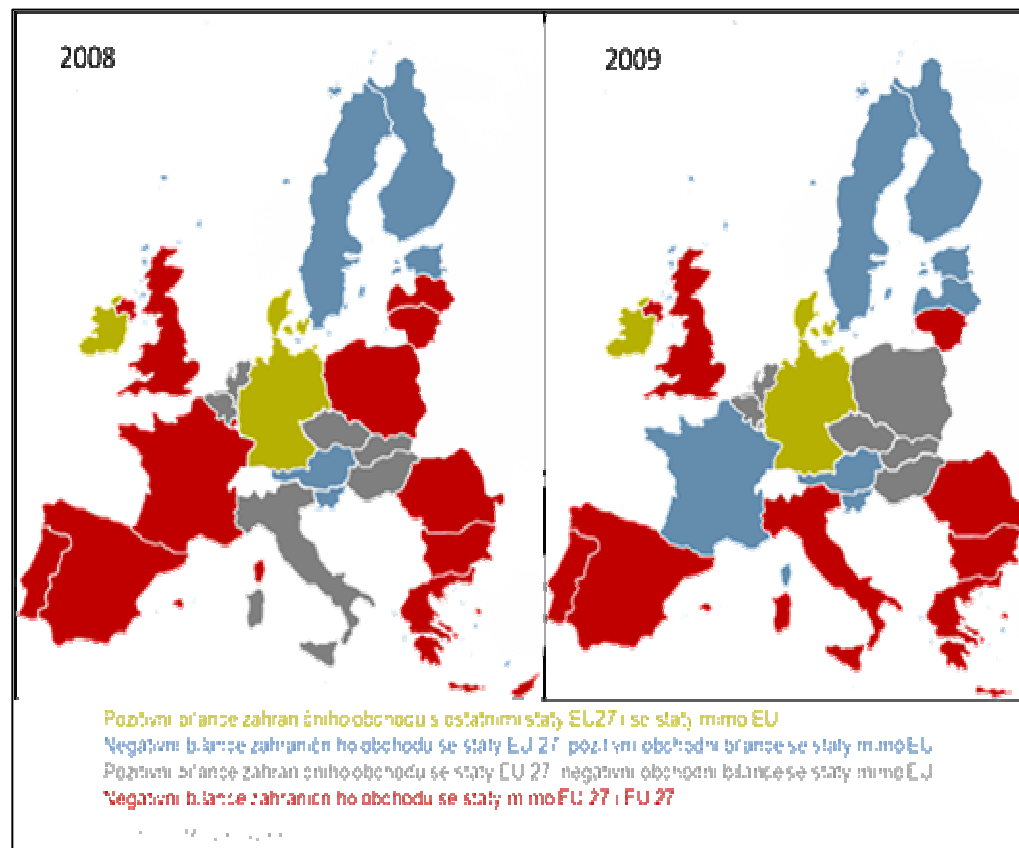 2008
2009
Pozitivní bilance zahraničního obchodu s ostatními státy EU27 i se státy mimo EU
Negativní bilance zahraničního obchodu se státy EU 27 pozitivní obchodní bilance se státy mimo EU
Pozitivní bilance zahraničního obchodu se státy EU 27 negativní obchodní bilance se státy mimo EU
Negativní bilance zahraničního obchodu se státy mimo EU 27 i EU 27